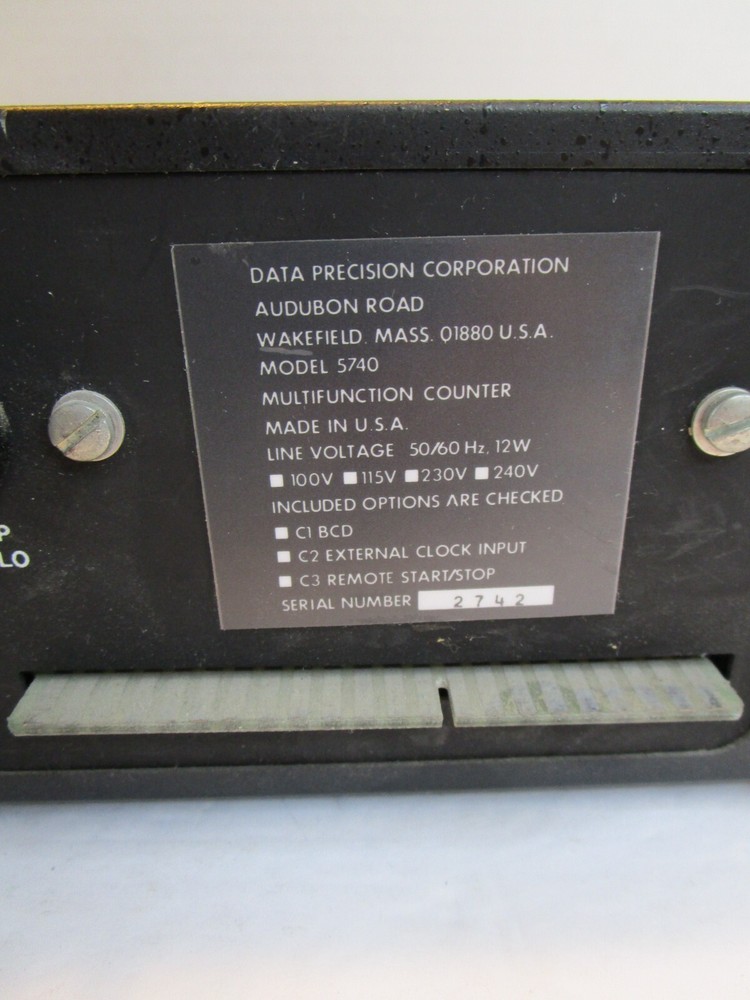 DATA PRECISION CORPORATION
AUDUBON ROAD
WAKEFIELD. MASS. 01880 U.S.A.
MODEL 5740
MULTIFUNCTION COUNTER
MADE IN U.S.A.
LINE VOLTAGE 50/60 Hz, 12W
100V 115V 230V 240V
INCLUDED OPTIONS ARE CHECKED
C1 BCD
C2 EXTERNAL CLOCK INPUT
C3 REMOTE START/STOP
SERIAL NUMBER 2742
P
LO